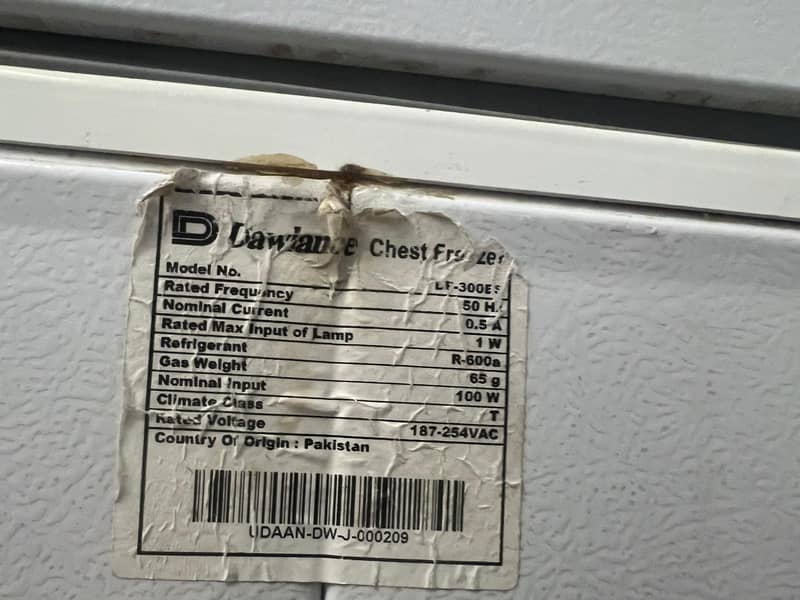 D Dawlance Chest Freezer
Model No. -300ES
Rated Frequency 50 Hz
Nominal Current 0.5 A
Rated Max Input of Lamp 1 W
Refrigerant R-600a
Gas Weight 65 g
Nominal Input 100 W
Climate Class T
Rated Voltage 187-254VAC
Country Of Origin : Pakistan
UDAAN-DW-J-000209